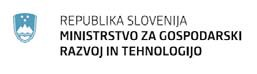 REPUBLIKA SLOVENIJA
MINISTRSTVO ZA GOSPODARSKI
RAZVOJ IN TEHNOLOGIJO